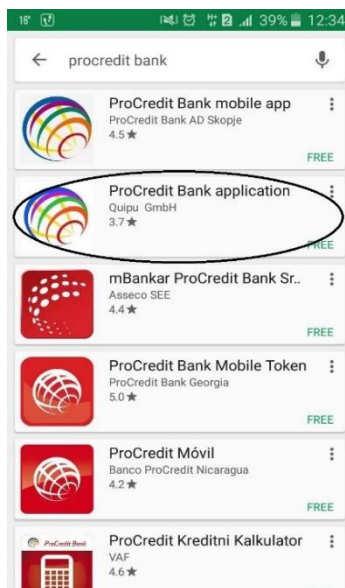 16° 2 39% 12:34
procredit bank
ProCredit Bank mobile app
ProCredit Bank AD Skopje
4.5★
FREE
ProCredit Bank application
Quipu GmbH
3.7★
FREE
mBankar ProCredit Bank Sr..
Asseco SEE
4.4★
FREE
ProCredit Bank Mobile Token
ProCredit Bank Georgia
5.0★
FREE
ProCredit Móvil
Banco ProCredit Nicaragua
4.2★
FREE
ProCredit Bank
ProCredit Kreditni Kalkulator
VAF
4.6★